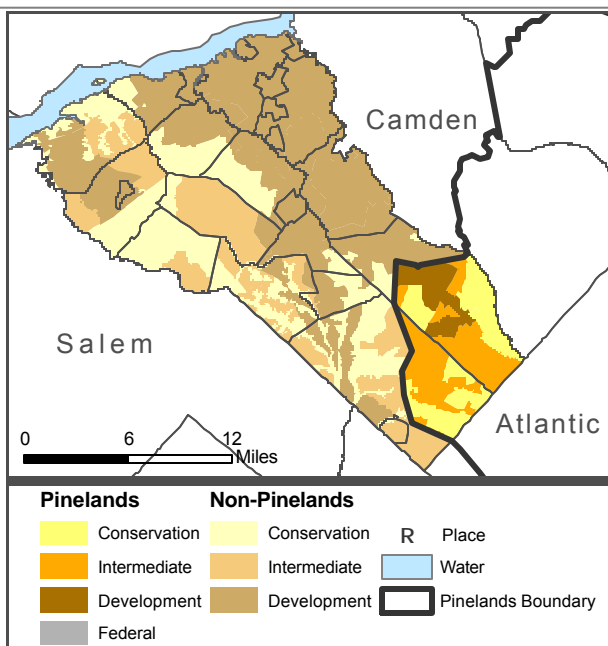 Camden
Salem
Atlantic
0 6 12
Miles
Pinelands Non-Pinelands
Conservation Conservation R Place
Intermediate Intermediate Water
Development Development Pinelands Boundary
Federal